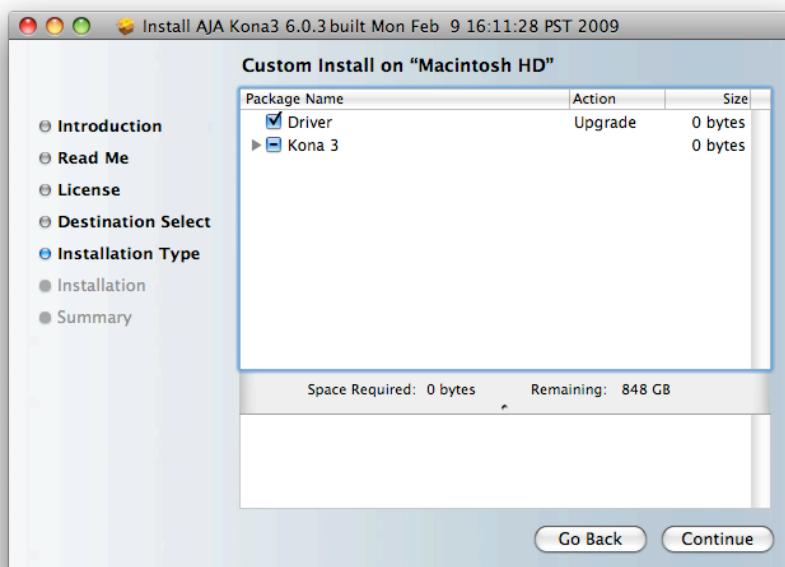 Install AJA Kona3 6.0.3 built Mon Feb 9 16:11:28 PST 2009
Custom Install on “Macintosh HD”
Introduction
Read Me
License
Destination Select
Installation Type
Installation
Summary
Package Name Action Size
Driver Upgrade 0 bytes
Kona 3 0 bytes
Space Required: 0 bytes Remaining: 848 GB
Go Back Continue